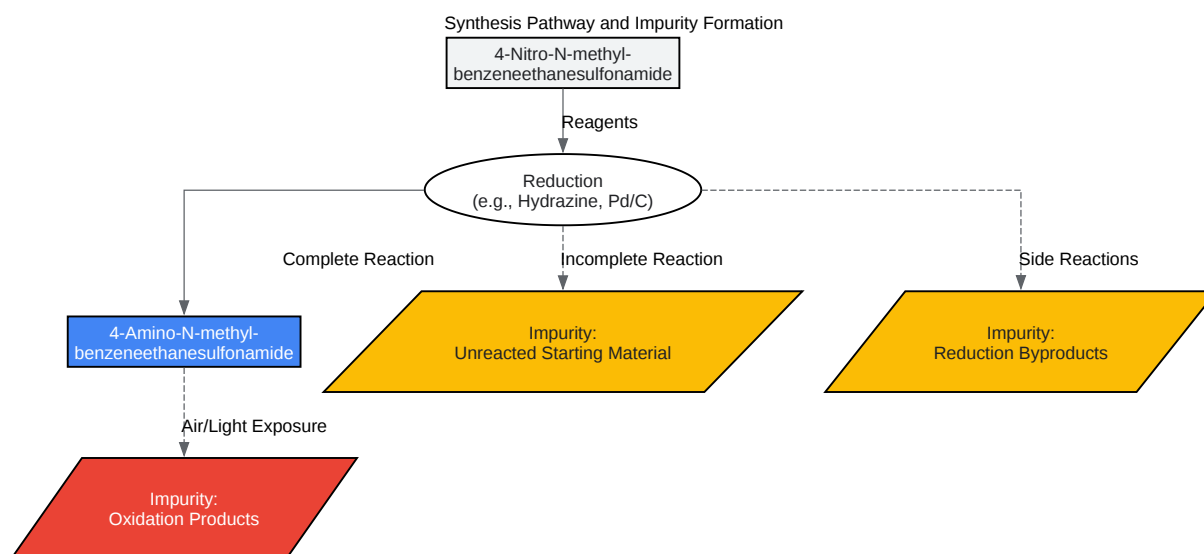 Synthesis Pathway and Impurity Formation
4-Nitro-N-methyl-
benzeneethanesulfonamide
Reagents
Reduction
(e.g., Hydrazine, Pd/C)
Complete Reaction
Incomplete Reaction
Side Reactions
4-Amino-N-methyl-
benzeneethanesulfonamide
Impurity:
Unreacted Starting Material
Impurity:
Reduction Byproducts
Air/Light Exposure
Impurity:
Oxidation Products